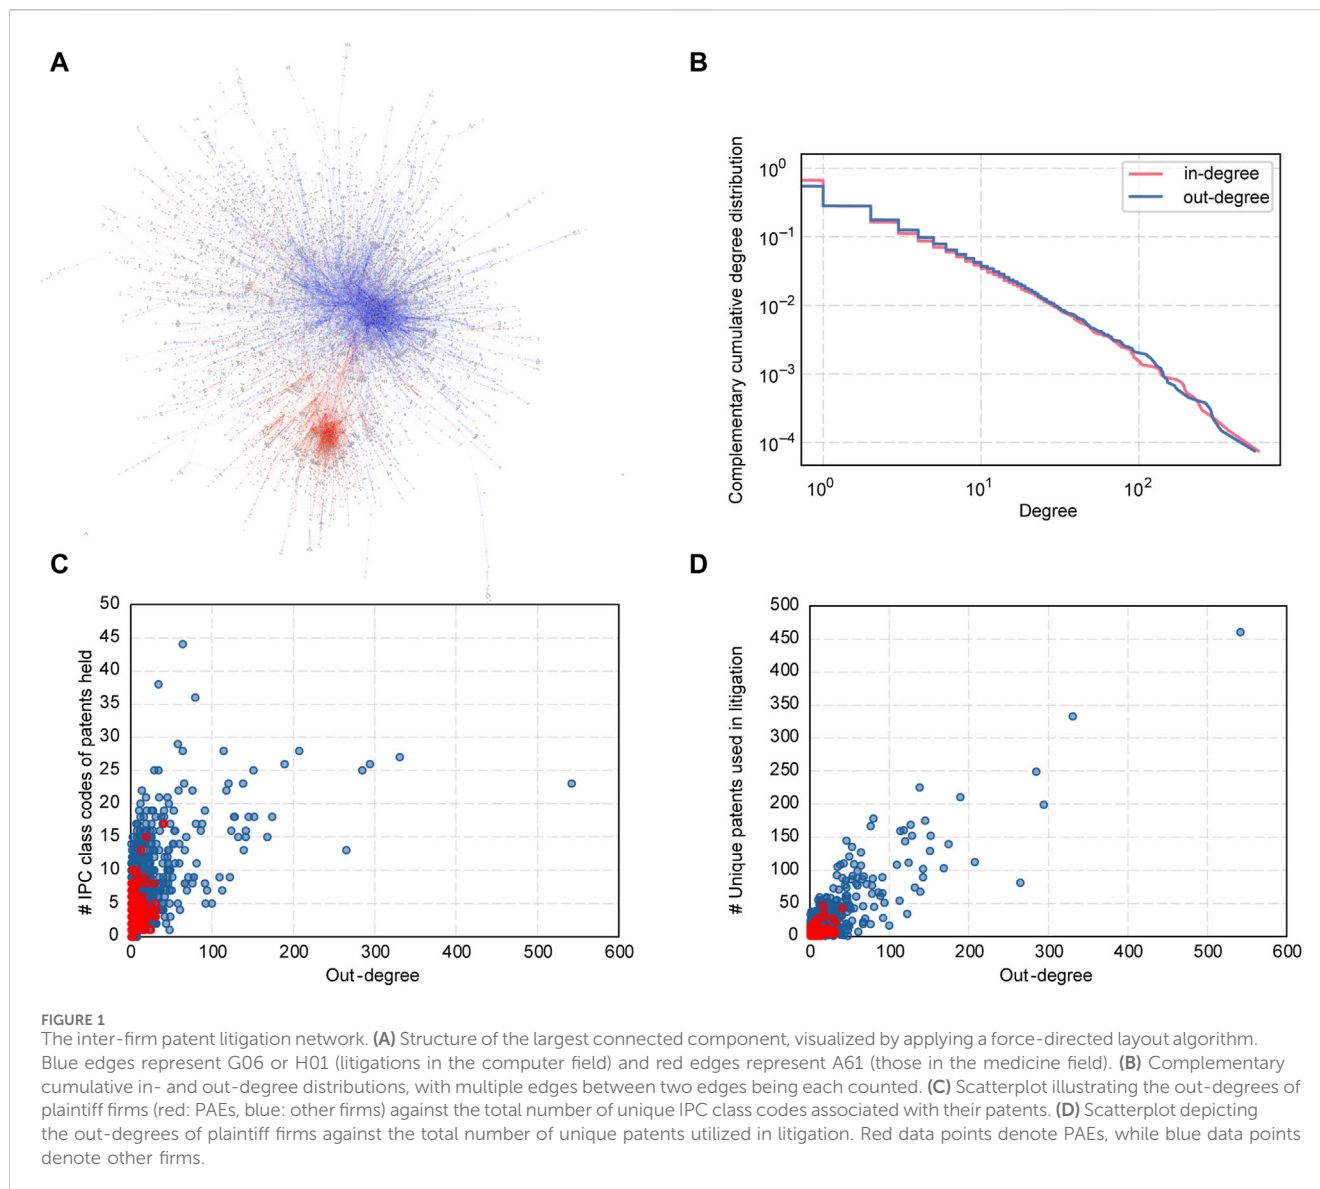 A
B
Complementary cumulative degree distribution
10^0
10^-1
10^-2
10^-3
10^-4
in-degree
out-degree
10^0
10^1
10^2
Degree
C
# IPC class codes of patents held
50
45
40
35
30
25
20
15
10
5
0
0
100
200
300
400
500
600
Out-degree
D
# Unique patents used in litigation
500
450
400
350
300
250
200
150
100
50
0
0
100
200
300
400
500
600
Out-degree
FIGURE 1
The inter-firm patent litigation network. (A) Structure of the largest connected component, visualized by applying a force-directed layout algorithm.
Blue edges represent G06 or H01 (litigations in the computer field) and red edges represent A61 (those in the medicine field). (B) Complementary
cumulative in- and out-degree distributions, with multiple edges between two edges being each counted. (C) Scatterplot illustrating the out-degrees of
plaintiff firms (red: PAEs, blue: other firms) against the total number of unique IPC class codes associated with their patents. (D) Scatterplot depicting
the out-degrees of plaintiff firms against the total number of unique patents utilized in litigation. Red data points denote PAEs, while blue data points
denote other firms.